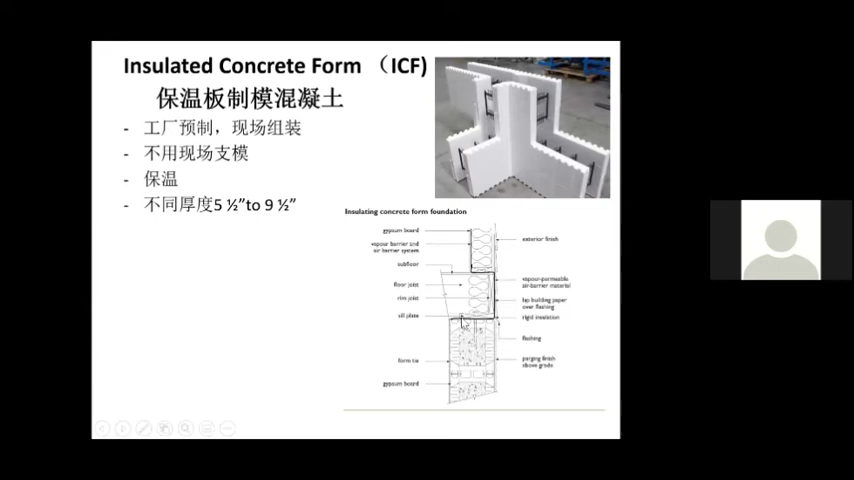 Insulated Concrete Form （ICF)
保温板制模混凝土
- 工厂预制，现场组装
- 不用现场支模
- 保温
- 不同厚度5 ½”to 9 ½”
Insulating concrete form foundation
gypsum board
vapour barrier and
air barrier system
subfloor
floor joist
rim joist
sill plate
form tie
gypsum board
exterior finish
vapour-permeable
air-barrier material
lap building paper
over flashing
rigid insulation
flashing
parging finish
above grade